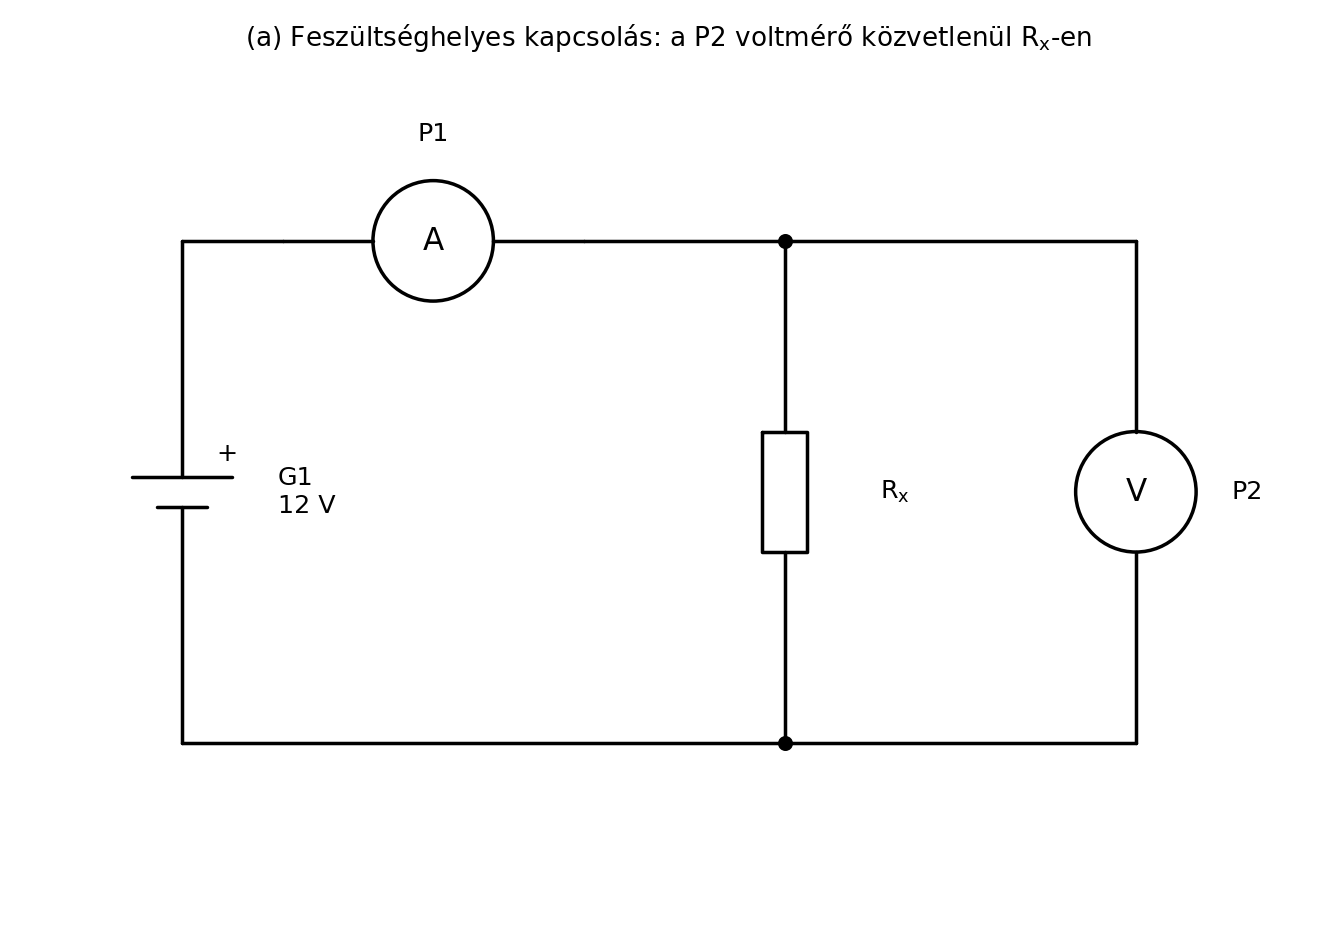 (a) Feszültséghelyes kapcsolás: a P2 voltmérő közvetlenül Rₓ-en
P1
A
+
G1
12 V
Rₓ
V
P2